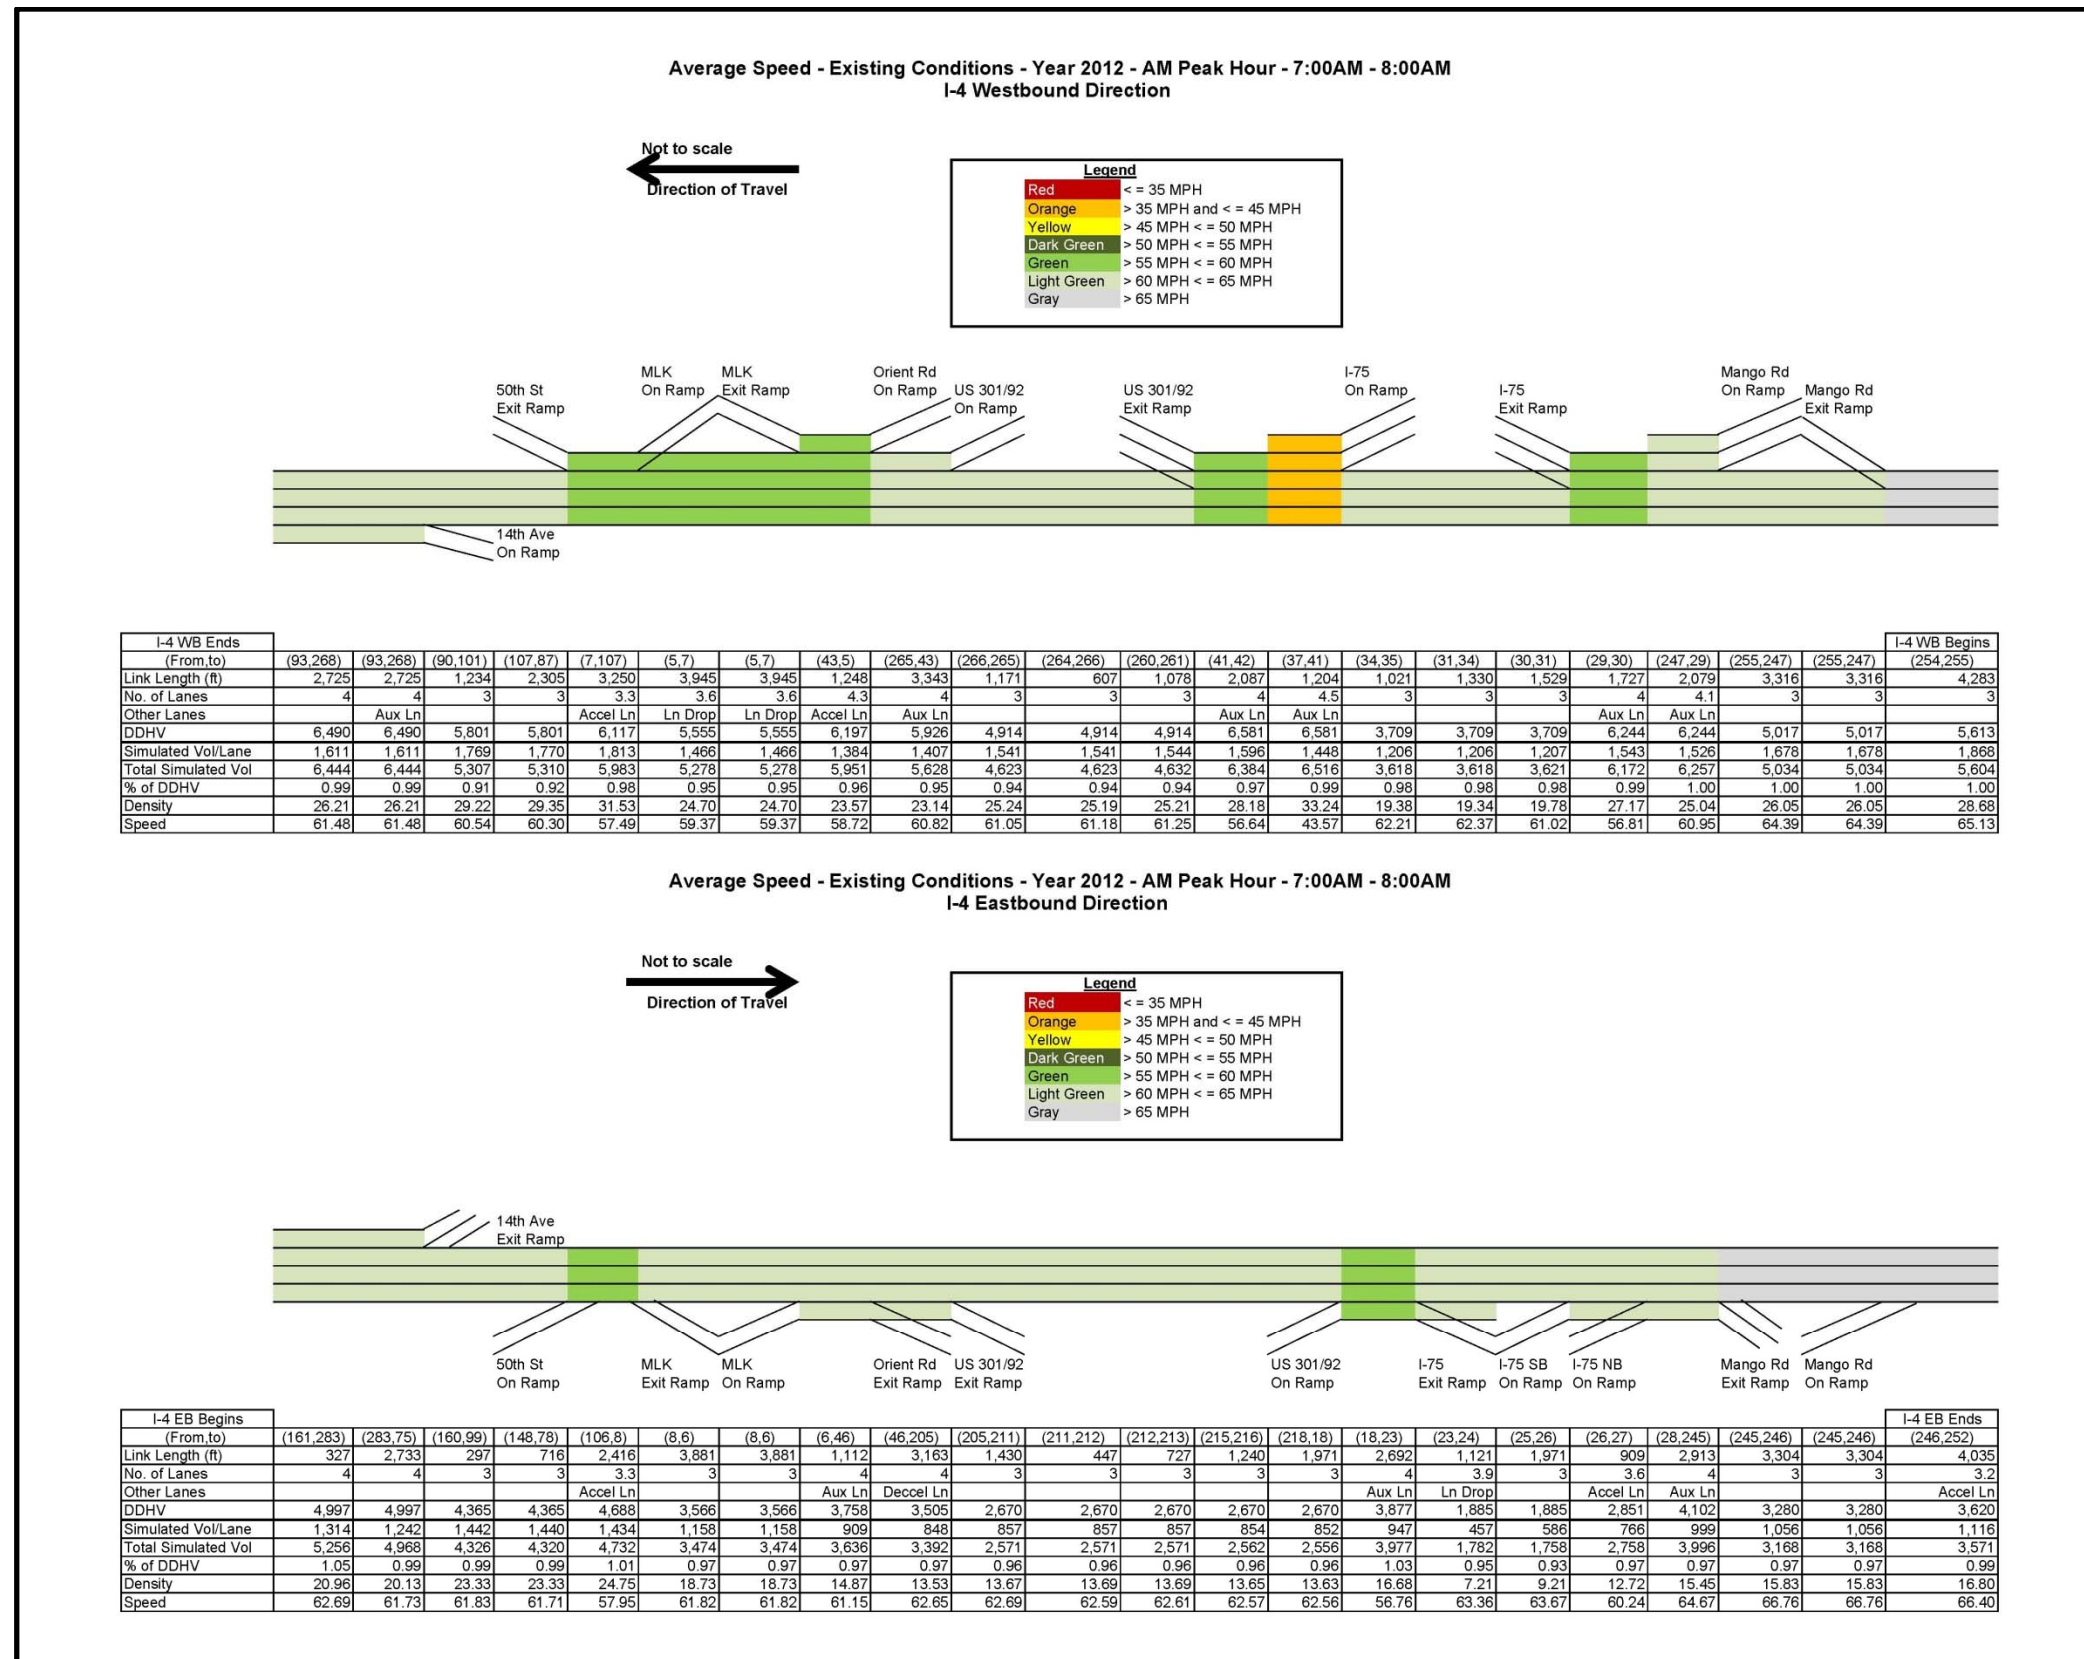 Average Speed - Existing Conditions - Year 2012 - AM Peak Hour - 7:00AM - 8:00AM
I-4 Westbound Direction
Not to scale
Direction of Travel
Legend
Red < = 35 MPH
Orange > 35 MPH and < = 45 MPH
Yellow > 45 MPH < = 50 MPH
Dark Green > 50 MPH < = 55 MPH
Green > 55 MPH < = 60 MPH
Light Green > 60 MPH < = 65 MPH
Gray > 65 MPH
50th St
Exit Ramp
MLK
On Ramp
MLK
Exit Ramp
Orient Rd
On Ramp
US 301/92
On Ramp
US 301/92
Exit Ramp
I-75
On Ramp
I-75
Exit Ramp
Mango Rd
On Ramp
Mango Rd
Exit Ramp
14th Ave
On Ramp
I-4 WB Ends I-4 WB Begins
(From,to) (93,268) (93,268) (90,101) (107,87) (7,107) (5,7) (5,7) (43,5) (265,43) (266,265) (264,266) (260,261) (41,42) (37,41) (34,35) (31,34) (30,31) (29,30) (247,29) (255,247) (255,247) (254,255)
Link Length (ft) 2,725 2,725 1,234 2,305 3,250 3,945 3,945 1,248 3,343 1,171 607 1,078 2,087 1,204 1,021 1,330 1,529 1,727 2,079 3,316 3,316 4,283
No. of Lanes 4 4 3 3 3.3 3.6 3.6 4.3 4 3 3 3 4 4.5 3 3 3 4 4.1 3 3 3
Other Lanes Aux Ln Accel Ln Ln Drop Ln Drop Accel Ln Aux Ln Aux Ln Aux Ln Aux Ln Aux Ln
DDHV 6,490 6,490 5,801 5,801 6,117 5,555 5,555 6,197 5,926 4,914 4,914 4,914 6,581 6,581 3,709 3,709 3,709 6,244 6,244 5,017 5,017 5,613
Simulated Vol/Lane 1,611 1,611 1,769 1,770 1,813 1,466 1,466 1,384 1,407 1,541 1,541 1,544 1,596 1,448 1,206 1,206 1,207 1,543 1,526 1,678 1,678 1,868
Total Simulated Vol 6,444 6,444 5,307 5,310 5,983 5,278 5,278 5,951 5,628 4,623 4,623 4,632 6,384 6,516 3,618 3,618 3,621 6,172 6,257 5,034 5,034 5,604
% of DDHV 0.99 0.99 0.91 0.92 0.98 0.95 0.95 0.96 0.95 0.94 0.94 0.94 0.97 0.99 0.98 0.98 0.98 0.99 1.00 1.00 1.00 1.00
Density 26.21 26.21 29.22 29.35 31.53 24.70 24.70 23.57 23.14 25.24 25.19 25.21 28.18 33.24 19.38 19.34 19.78 27.17 25.04 26.05 26.05 28.68
Speed 61.48 61.48 60.54 60.30 57.49 59.37 59.37 58.72 60.82 61.05 61.18 61.25 56.64 43.57 62.21 62.37 61.02 56.81 60.95 64.39 64.39 65.13
Average Speed - Existing Conditions - Year 2012 - AM Peak Hour - 7:00AM - 8:00AM
I-4 Eastbound Direction
Not to scale
Direction of Travel
Legend
Red < = 35 MPH
Orange > 35 MPH and < = 45 MPH
Yellow > 45 MPH < = 50 MPH
Dark Green > 50 MPH < = 55 MPH
Green > 55 MPH < = 60 MPH
Light Green > 60 MPH < = 65 MPH
Gray > 65 MPH
14th Ave
Exit Ramp
50th St
On Ramp
MLK
Exit Ramp
MLK
On Ramp
Orient Rd
Exit Ramp
US 301/92
Exit Ramp
US 301/92
On Ramp
I-75
Exit Ramp
I-75 SB
On Ramp
I-75 NB
On Ramp
Mango Rd
Exit Ramp
Mango Rd
On Ramp
I-4 EB Begins I-4 EB Ends
(From,to) (161,283) (283,75) (160,99) (148,78) (106,8) (8,6) (8,6) (6,46) (46,205) (205,211) (211,212) (212,213) (215,216) (218,18) (18,23) (23,24) (25,26) (26,27) (28,245) (245,246) (245,246) (246,252)
Link Length (ft) 327 2,733 297 716 2,416 3,881 3,881 1,112 3,163 1,430 447 727 1,240 1,971 2,692 1,121 1,971 909 2,913 3,304 3,304 4,035
No. of Lanes 4 4 3 3 3.3 3 3 4 4 3 3 3 3 3 4 3.9 3 3.6 4 3 3 3.2
Other Lanes Accel Ln Aux Ln Deccel Ln Aux Ln Ln Drop Accel Ln Aux Ln Accel Ln
DDHV 4,997 4,997 4,365 4,365 4,688 3,566 3,566 3,758 3,505 2,670 2,670 2,670 2,670 2,670 3,877 1,885 1,885 2,851 4,102 3,280 3,280 3,620
Simulated Vol/Lane 1,314 1,242 1,442 1,440 1,434 1,158 1,158 909 848 857 857 857 854 852 947 457 586 766 999 1,056 1,056 1,116
Total Simulated Vol 5,256 4,968 4,326 4,320 4,732 3,474 3,474 3,636 3,392 2,571 2,571 2,571 2,562 2,556 3,977 1,782 1,758 2,758 3,996 3,168 3,168 3,571
% of DDHV 1.05 0.99 0.99 0.99 1.01 0.97 0.97 0.97 0.97 0.96 0.96 0.96 0.96 0.96 1.03 0.95 0.93 0.97 0.97 0.97 0.97 0.99
Density 20.96 20.13 23.33 23.33 24.75 18.73 18.73 14.87 13.53 13.67 13.69 13.69 13.65 13.63 16.68 7.21 9.21 12.72 15.45 15.83 15.83 16.80
Speed 62.69 61.73 61.83 61.71 57.95 61.82 61.82 61.15 62.65 62.69 62.59 62.61 62.57 62.56 56.76 63.36 63.67 60.24 64.67 66.76 66.76 66.40